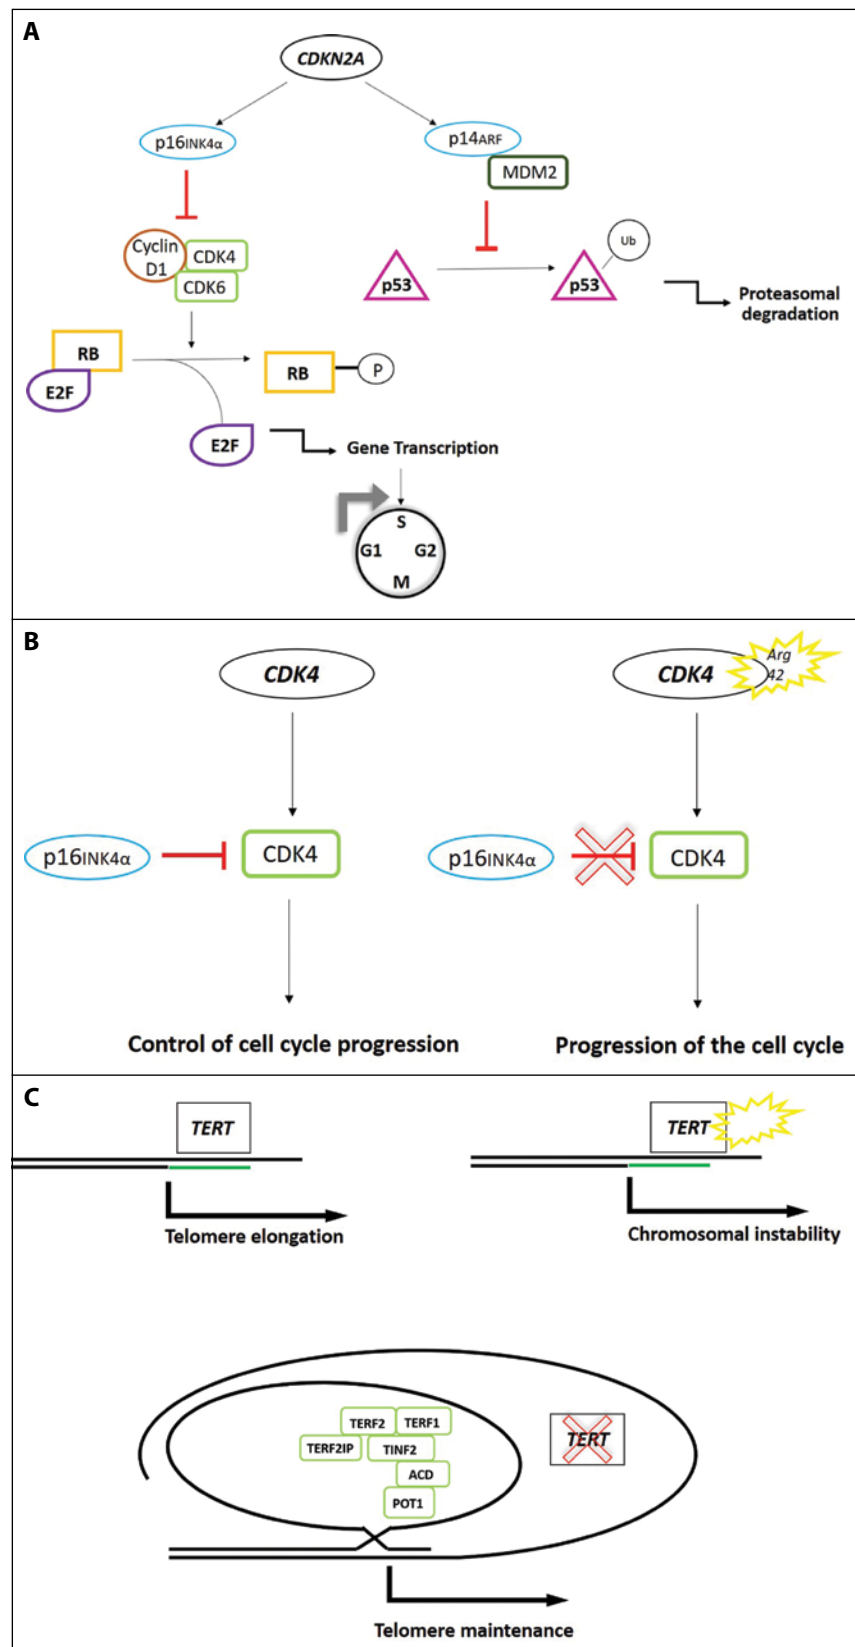 A
CDKN2A
p16INK4α
p14ARF
MDM2
Cyclin
D1
CDK4
CDK6
Ub
p53
p53
Proteasomal
degradation
RB
E2F
RB
P
E2F
Gene Transcription
S
G1
G2
M
B
CDK4
CDK4
Arg
42
p16INK4α
CDK4
p16INK4α
CDK4
Control of cell cycle progression
Progression of the cell cycle
C
TERT
TERT
Telomere elongation
Chromosomal instability
TERF2
TERF1
TERF2IP
TINF2
ACD
POT1
TERT
Telomere maintenance